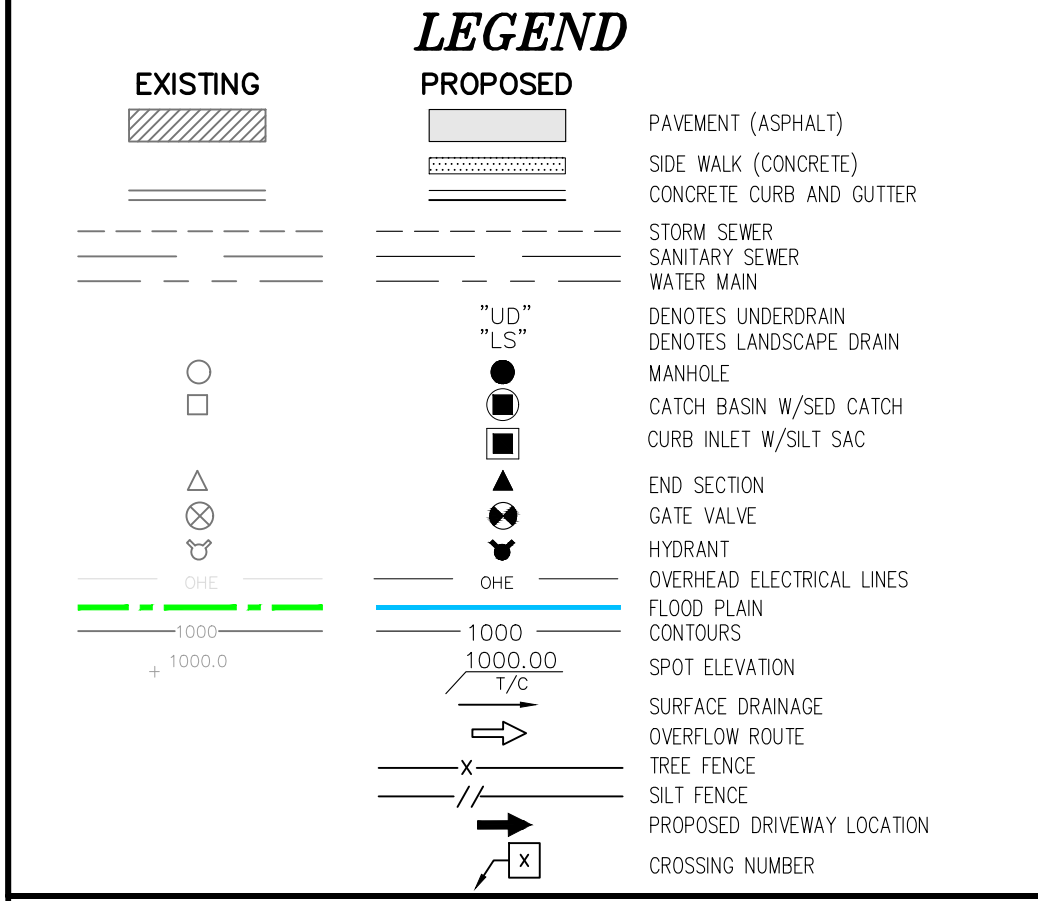 LEGEND
EXISTING PROPOSED
PAVEMENT (ASPHALT)
SIDE WALK (CONCRETE)
CONCRETE CURB AND GUTTER
STORM SEWER
SANITARY SEWER
WATER MAIN
"UD" DENOTES UNDERDRAIN
"LS" DENOTES LANDSCAPE DRAIN
MANHOLE
CATCH BASIN W/SED CATCH
CURB INLET W/SILT SAC
END SECTION
GATE VALVE
HYDRANT
OHE OHE OVERHEAD ELECTRICAL LINES
FLOOD PLAIN
1000 1000 CONTOURS
1000.0 1000.00 SPOT ELEVATION
T/C
SURFACE DRAINAGE
OVERFLOW ROUTE
X TREE FENCE
// SILT FENCE
PROPOSED DRIVEWAY LOCATION
X CROSSING NUMBER